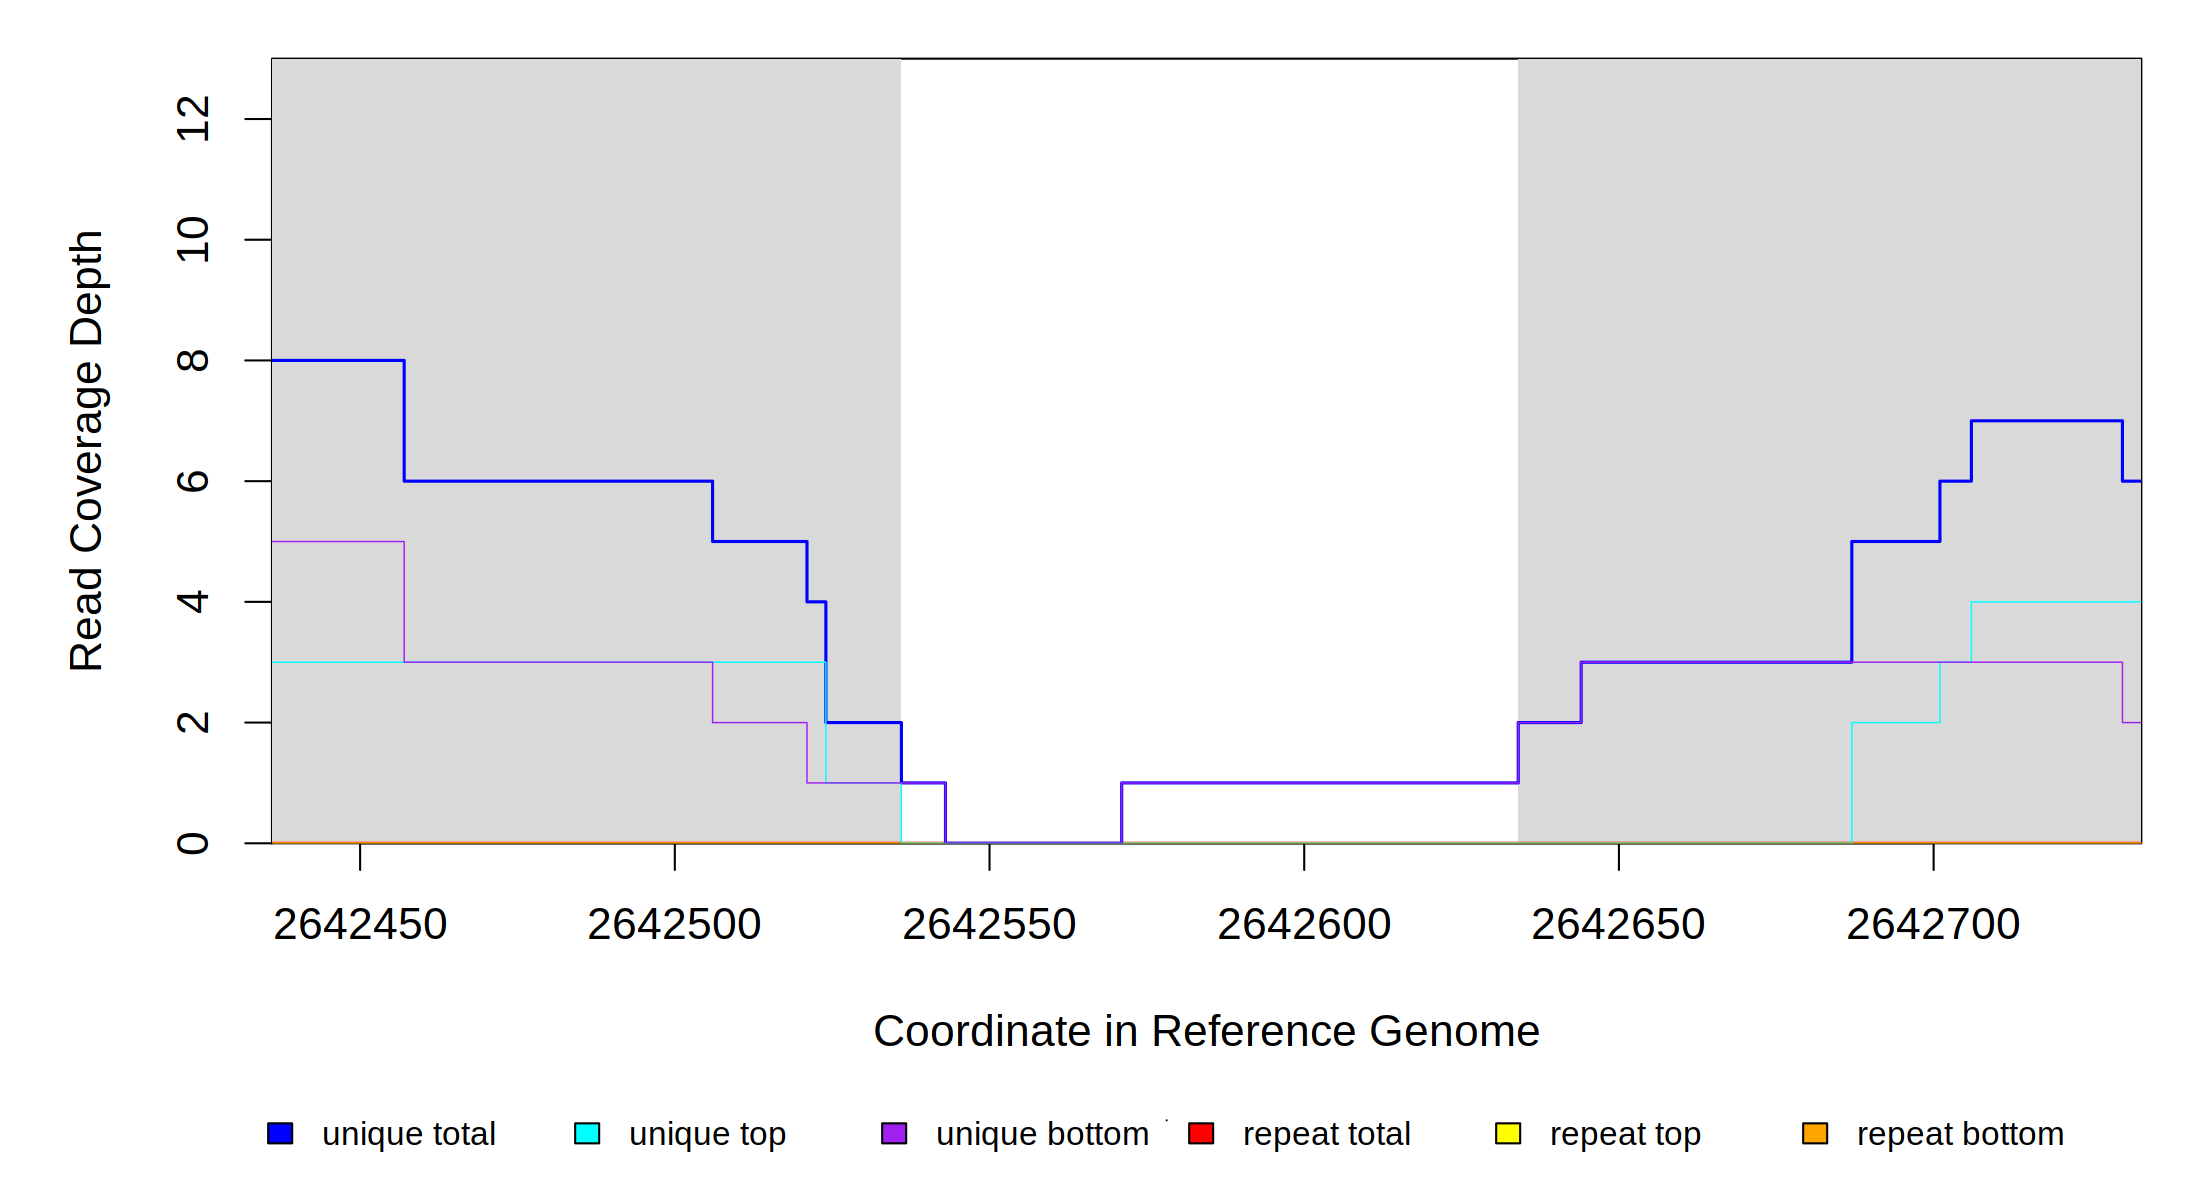 12
10
8
6
4
2
0
Read Coverage Depth
2642450 2642500 2642550 2642600 2642650 2642700
Coordinate in Reference Genome
unique total unique top unique bottom repeat total repeat top repeat bottom